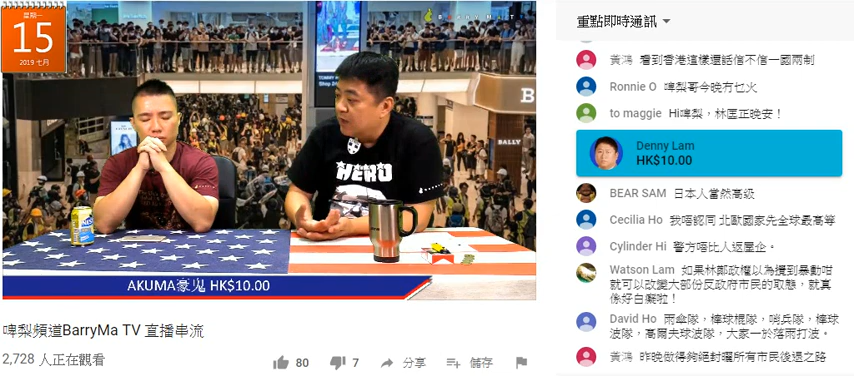 星期一
15
2019 七月
BARRYMA TV
B
BALLY
HERO
AKUMA豪鬼 HK$10.00
啤梨頻道BarryMa TV 直播串流
2,728 人正在觀看
80
7
分享
儲存
重點即時通訊
黃鴻 看到香港這樣還話信不信一國兩制
Ronnie O 啤梨哥今晚冇乜火
to maggie Hi啤梨，林匡正晚安！
Denny Lam
HK$10.00
BEAR SAM 日本人當然高级
Cecilia Ho 我唔認同 北歐國家先全球最高等
Cylinder Hi 警方唔比人返屋企。
Watson Lam 如果林鄭政權以為攪到暴動咁
就可以改變大部份反政府市民的取態，就真
係好白癡啦！
David Ho 雨傘隊，棒球棍隊，哨兵隊，棒球
波隊，高爾夫球波隊，大家一於落雨打波。
黃鴻 昨晚做得夠絕封曬所有市民後退之路